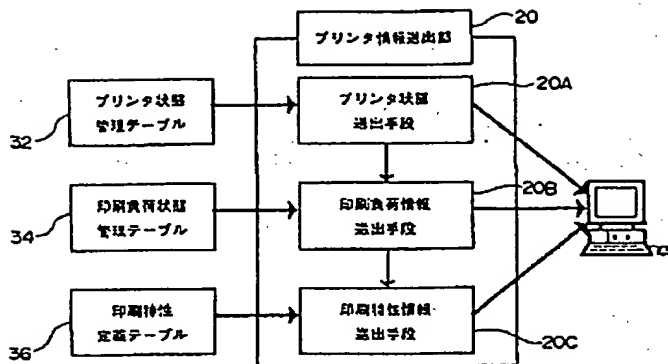 プリンタ情報送出部
20
プリンタ状態
管理テーブル
32
プリンタ状態
送出手段
20A
印刷負荷状態
管理テーブル
34
印刷負荷情報
送出手段
20B
印刷特性
定義テーブル
36
印刷特性情報
送出手段
20C